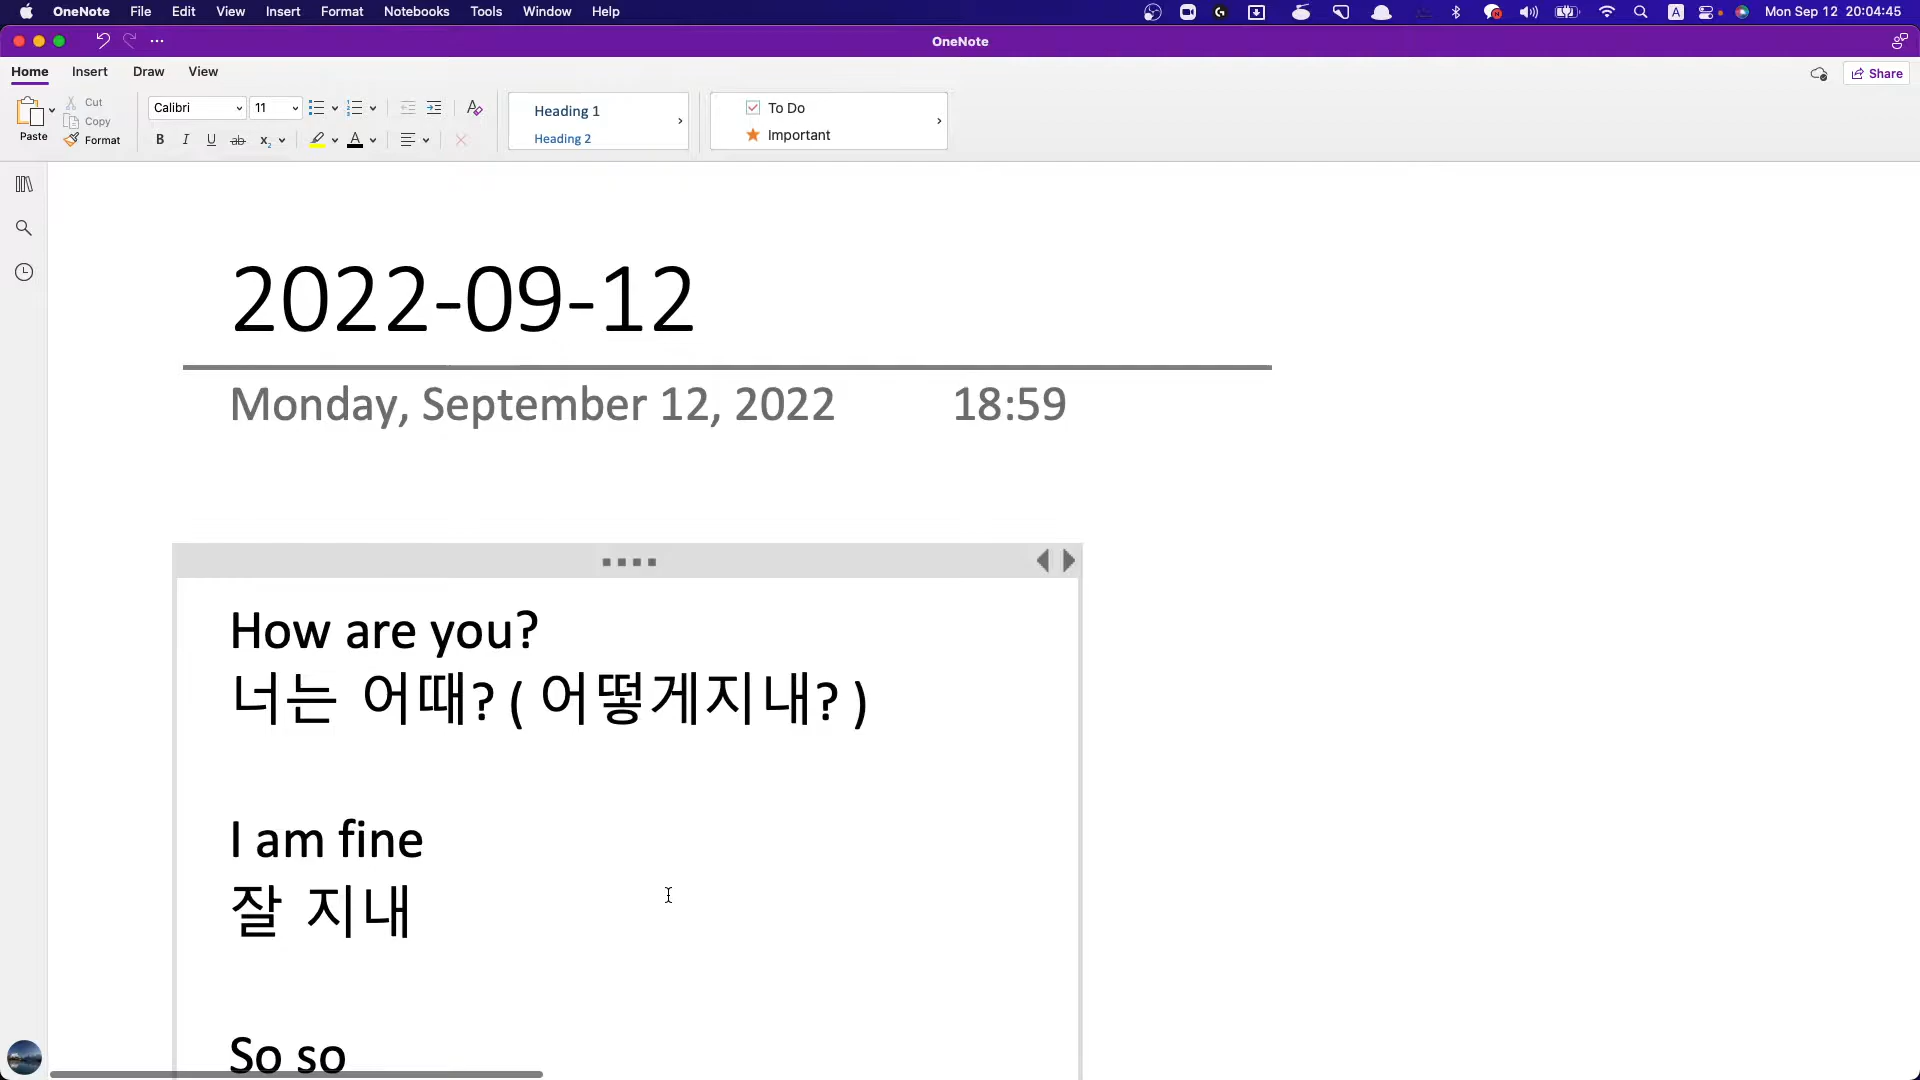 OneNote File Edit View Insert Format Notebooks Tools Window Help A Mon Sep 12 20:04:45
OneNote
Home Insert Draw View Share
Paste Cut Copy Format
Calibri 11
B I U ab x₂ A
Heading 1
Heading 2
To Do
Important
2022-09-12
Monday, September 12, 2022 18:59
How are you?
너는 어때? ( 어떻게지내? )
I am fine
잘 지내
So so